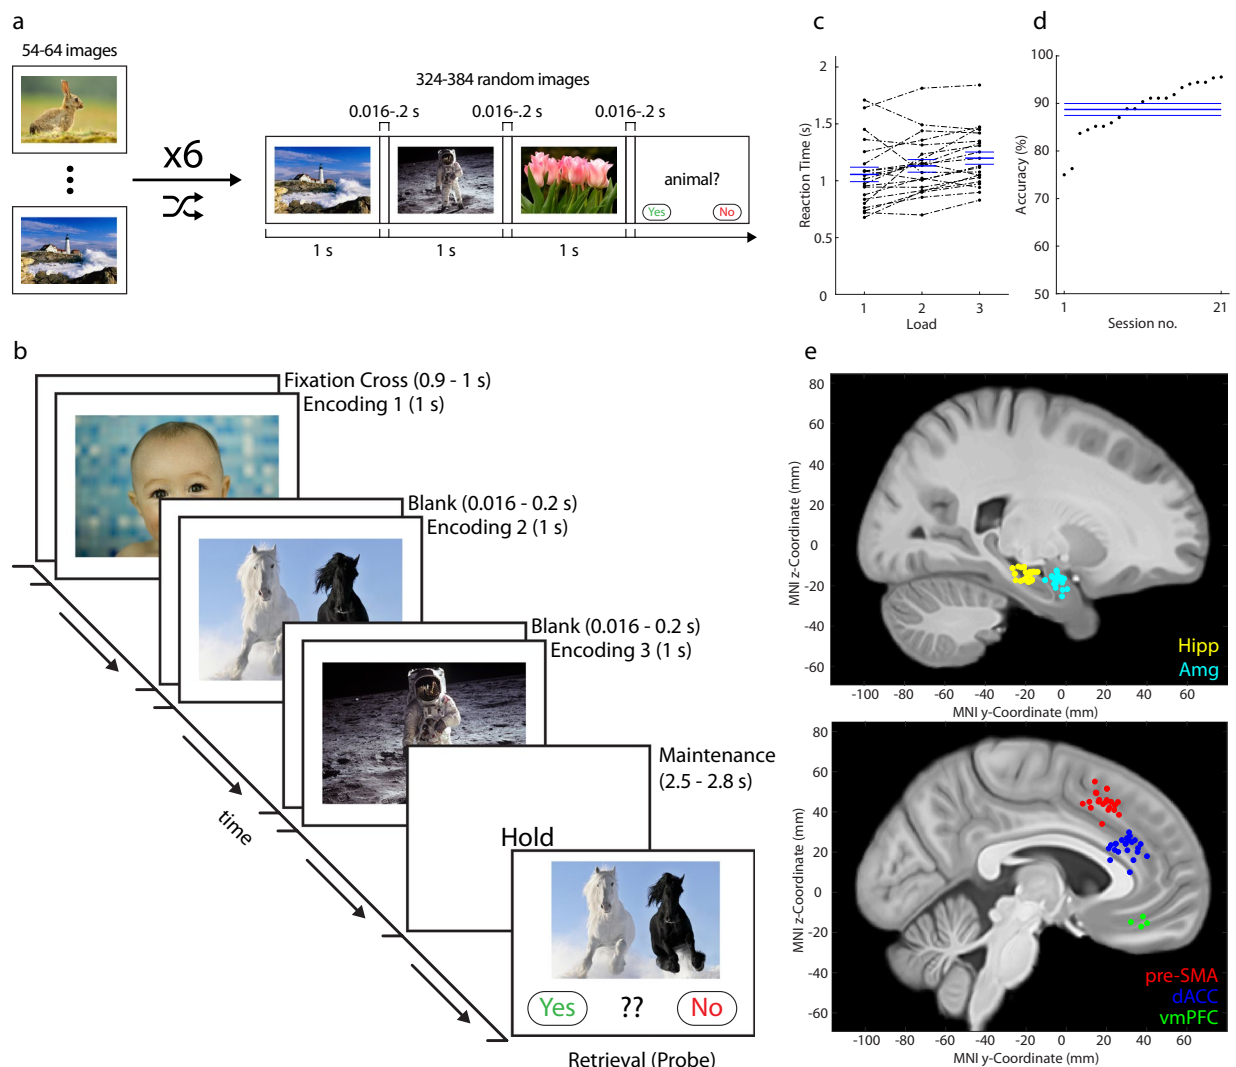 a
54-64 images
x6
324-384 random images
0.016-.2 s
0.016-.2 s
0.016-.2 s
animal?
Yes
No
1 s
1 s
1 s
b
Fixation Cross (0.9 - 1 s)
Encoding 1 (1 s)
Blank (0.016 - 0.2 s)
Encoding 2 (1 s)
Blank (0.016 - 0.2 s)
Encoding 3 (1 s)
Maintenance
(2.5 - 2.8 s)
Hold
time
Yes
??
No
Retrieval (Probe)
c
Reaction Time (s)
2
1.5
1
0.5
0
1 2 3
Load
d
Accuracy (%)
100
90
80
70
60
50
1 21
Session no.
e
MNI z-Coordinate (mm)
80
60
40
20
0
-20
-40
-60
Hipp
Amg
-100 -80 -60 -40 -20 0 20 40 60
MNI y-Coordinate (mm)
MNI z-Coordinate (mm)
80
60
40
20
0
-20
-40
-60
pre-SMA
dACC
vmPFC
-100 -80 -60 -40 -20 0 20 40 60
MNI y-Coordinate (mm)